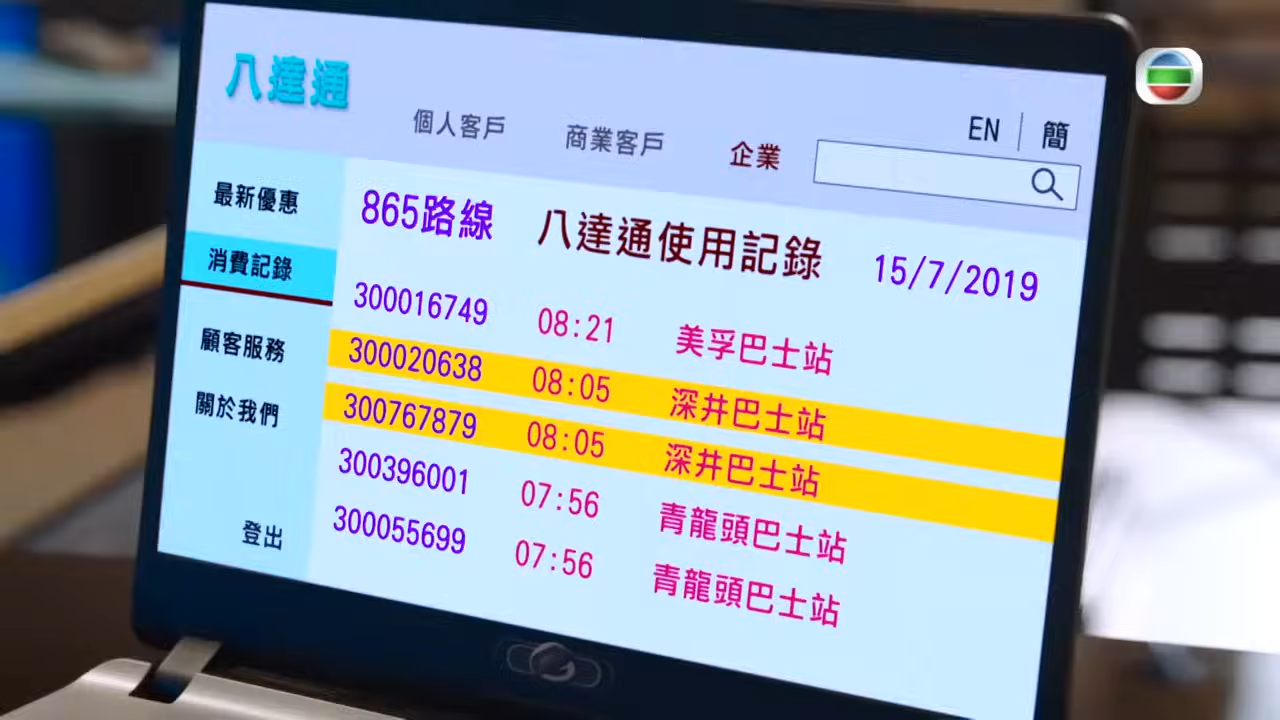 八達通
個人客戶 商業客戶 企業
EN | 簡
最新優惠
消費記錄
顧客服務
關於我們
登出
865路線 八達通使用記錄 15/7/2019
300016749 08:21 美孚巴士站
300020638 08:05 深井巴士站
300767879 08:05 深井巴士站
300396001 07:56 青龍頭巴士站
300055699 07:56 青龍頭巴士站